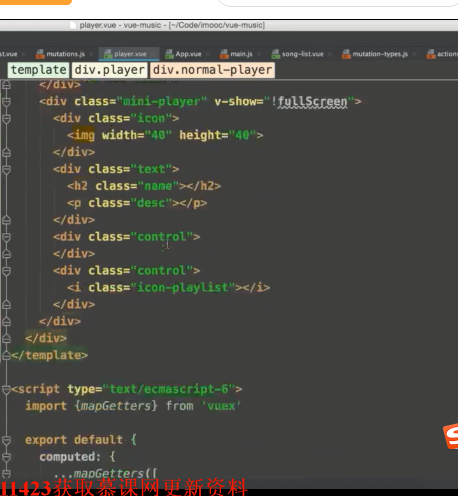 player.vue - vue-music - [~/Code/imooc/vue-music]
st.vue mutations.js player.vue App.vue main.js song-list.vue mutation-types.js actions
template div.player div.normal-player
</div>
<div class="mini-player" v-show="!fullScreen">
<div class="icon">
<img width="40" height="40">
</div>
<div class="text">
<h2 class="name"></h2>
<p class="desc"></p>
</div>
<div class="control">
</div>
<div class="control">
<i class="icon-playlist"></i>
</div>
</div>
</div>
</template>
<script type="text/ecmascript-6">
import {mapGetters} from 'vuex'
export default {
computed: {
...mapGetters([
11423获取慕课网更新资料